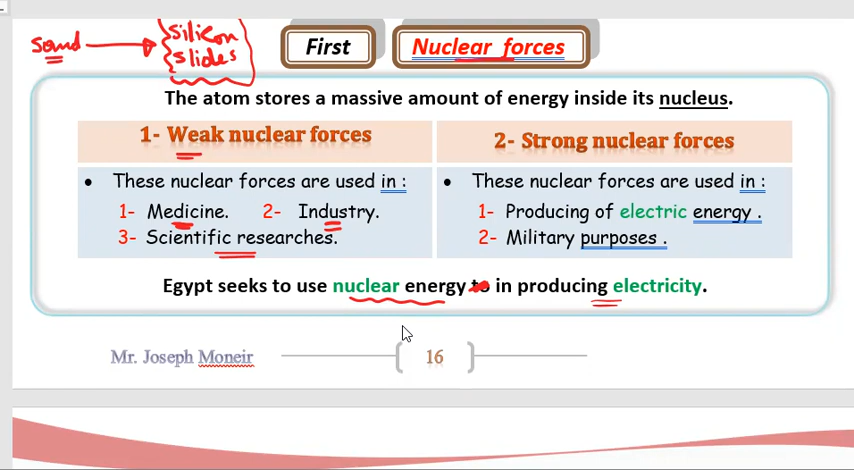 Sand
Silicon
slides
First
Nuclear forces
The atom stores a massive amount of energy inside its nucleus.
1- Weak nuclear forces
2- Strong nuclear forces
• These nuclear forces are used in :
1- Medicine. 2- Industry.
3- Scientific researches.
• These nuclear forces are used in :
1- Producing of electric energy .
2- Military purposes .
Egypt seeks to use nuclear energy to in producing electricity.
Mr. Joseph Moneir
16